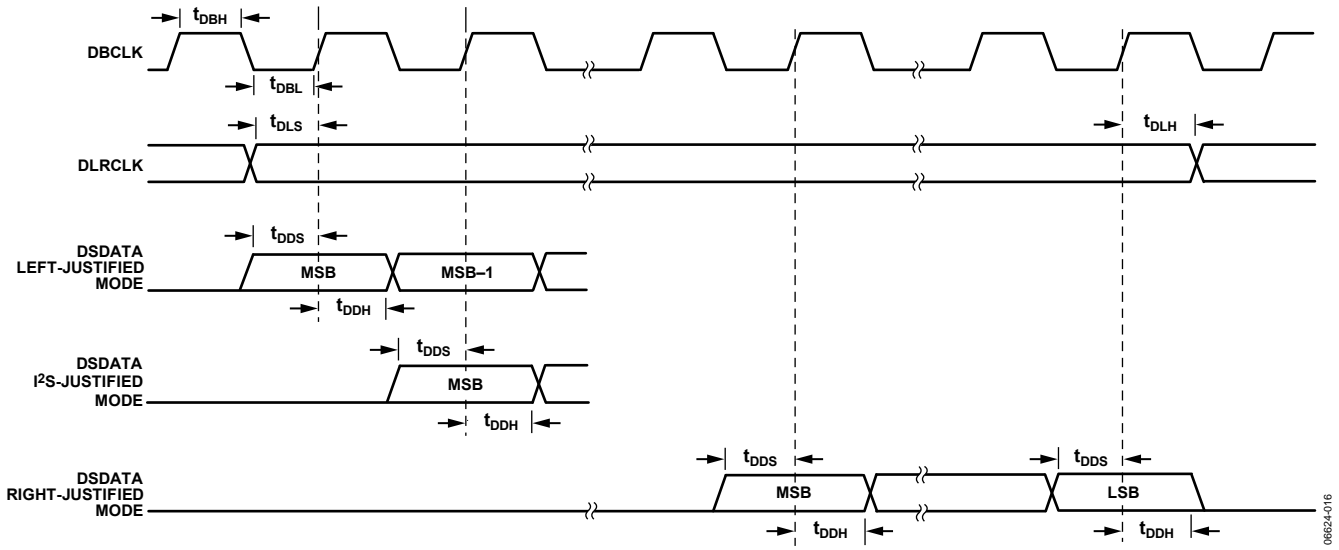 tDBH
DBCLK
tDBL
tDLS
tDLH
DLRCLK
tDDS
DSDATA
LEFT-JUSTIFIED
MODE
MSB
MSB–1
tDDH
tDDS
DSDATA
I2S-JUSTIFIED
MODE
MSB
tDDH
tDDS
tDDS
DSDATA
RIGHT-JUSTIFIED
MODE
MSB
LSB
tDDH
tDDH
06624-016